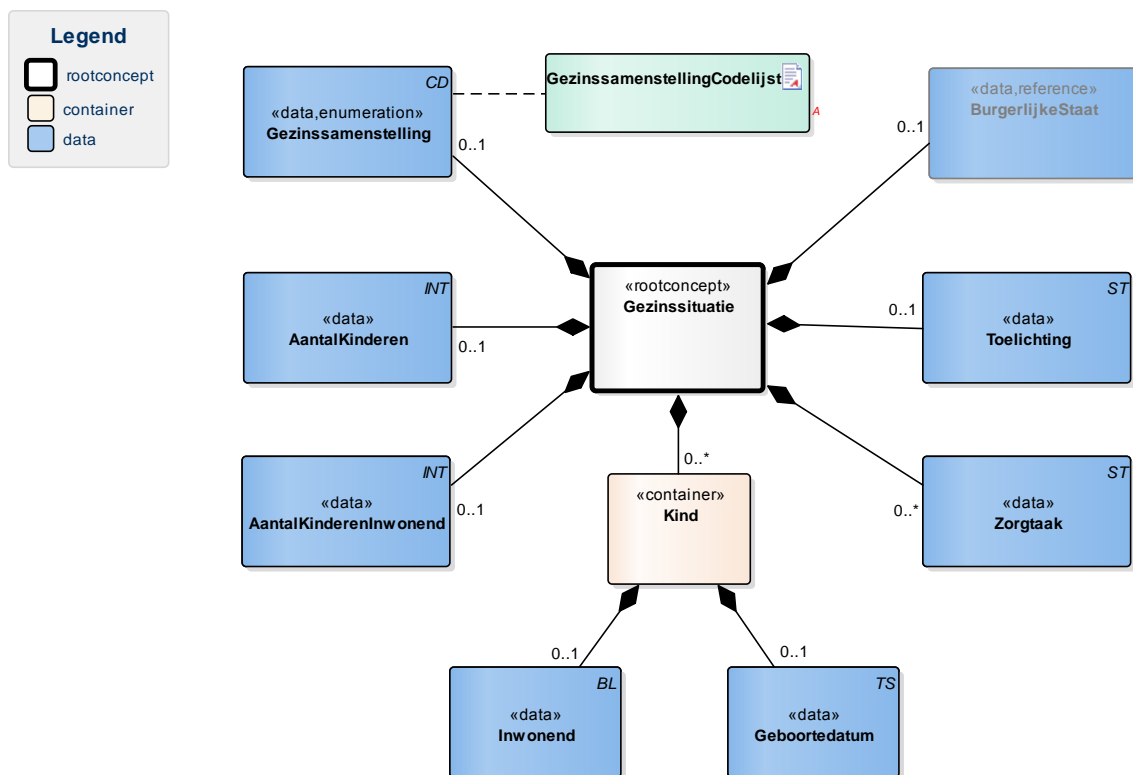 Legend
rootconcept
container
data
CD
«data,enumeration»
Gezinssamenstelling
0..1
GezinssamenstellingCodelijst
A
«data,reference»
BurgerlijkeStaat
0..1
INT
«data»
AantalKinderen
0..1
«rootconcept»
Gezinssituatie
ST
«data»
Toelichting
0..1
INT
«data»
AantalKinderenInwonend
0..1
0..*
«container»
Kind
ST
«data»
Zorgtaak
0..*
0..1
BL
«data»
Inwonend
0..1
TS
«data»
Geboortedatum